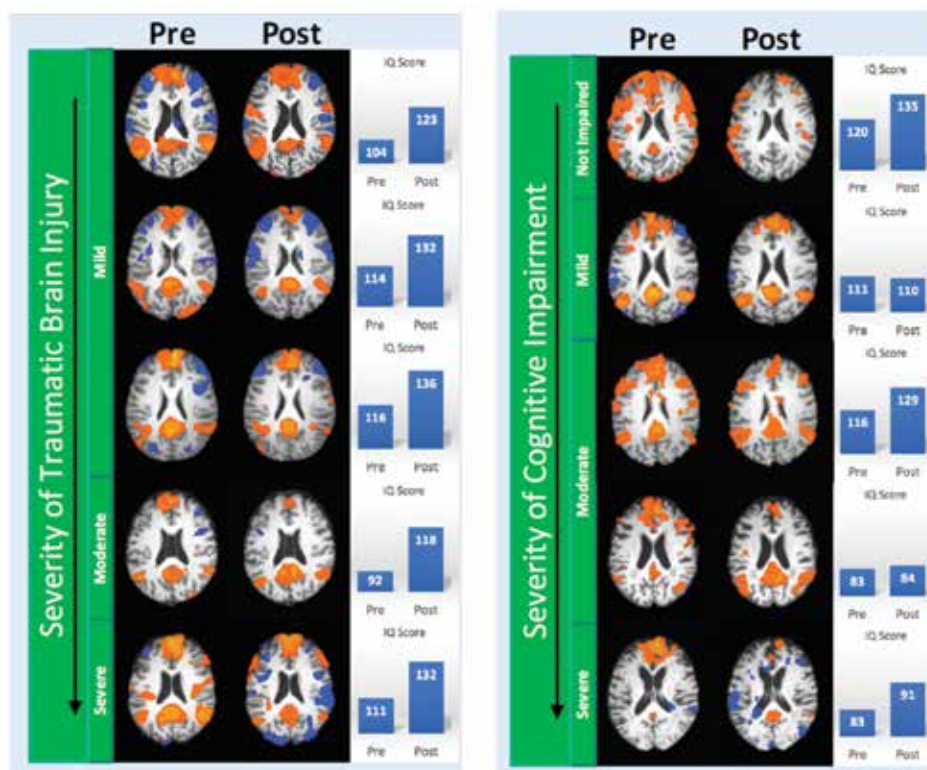 Pre Post
Severity of Traumatic Brain Injury
Mild
Moderate
Severe
IQ Score
104 123
Pre Post
IQ Score
114 132
Pre Post
IQ Score
116 136
Pre Post
IQ Score
92 118
Pre Post
IQ Score
111 132
Pre Post
Pre Post
Severity of Cognitive Impairment
Not Impaired
Mild
Moderate
Severe
IQ Score
120 135
Pre Post
IQ Score
111 110
Pre Post
IQ Score
116 129
Pre Post
IQ Score
83 84
Pre Post
IQ Score
83 91
Pre Post